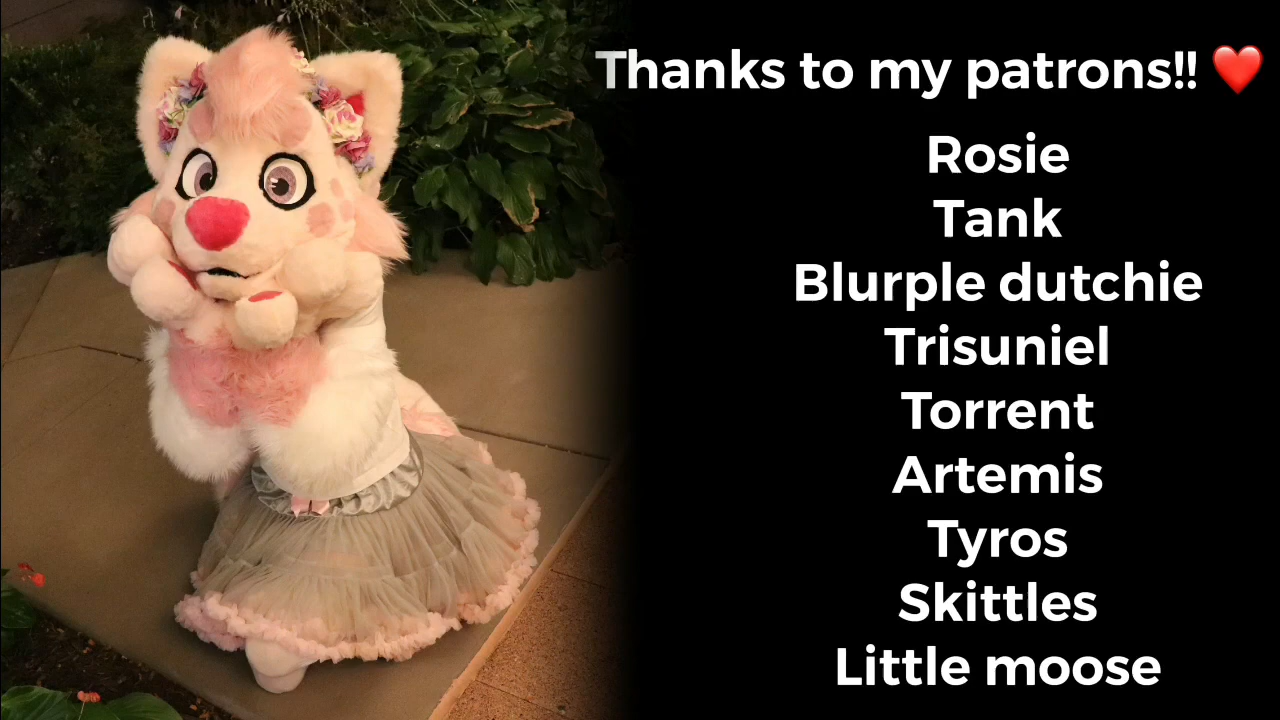 Thanks to my patrons!! ❤️
Rosie
Tank
Blurple dutchie
Trisuniel
Torrent
Artemis
Tyros
Skittles
Little moose